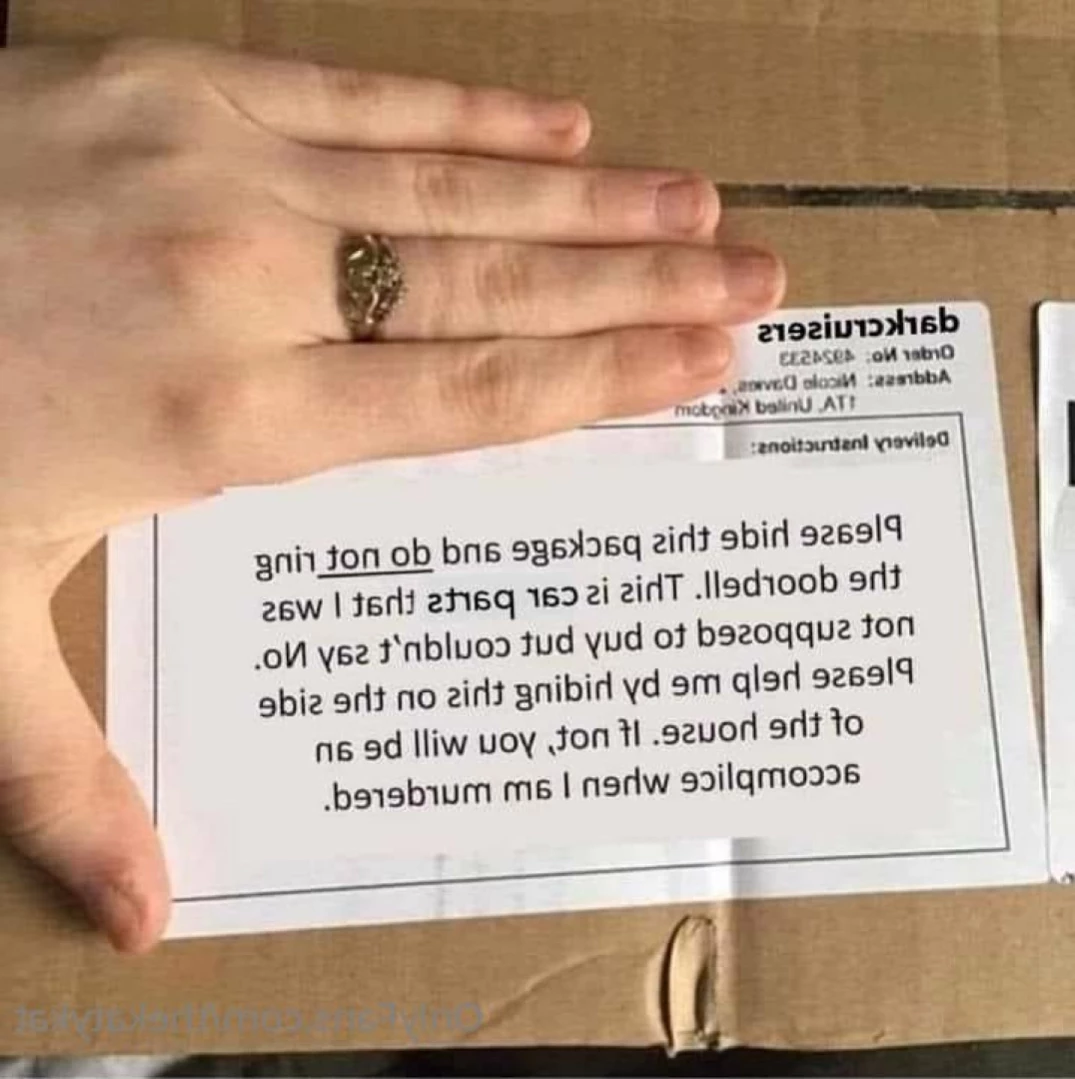 darkcruisers
Order No: 4924533
Address: Nicole Davies,
1TA, United Kingdom
Delivery Instructions:
Please hide this package and do not ring
the doorbell. This is car parts that I was
not supposed to buy but couldn't say No.
Please help me by hiding this on the side
of the house. If not, you will be an
accomplice when I am murdered.
OnlyFans.com/thekatykat